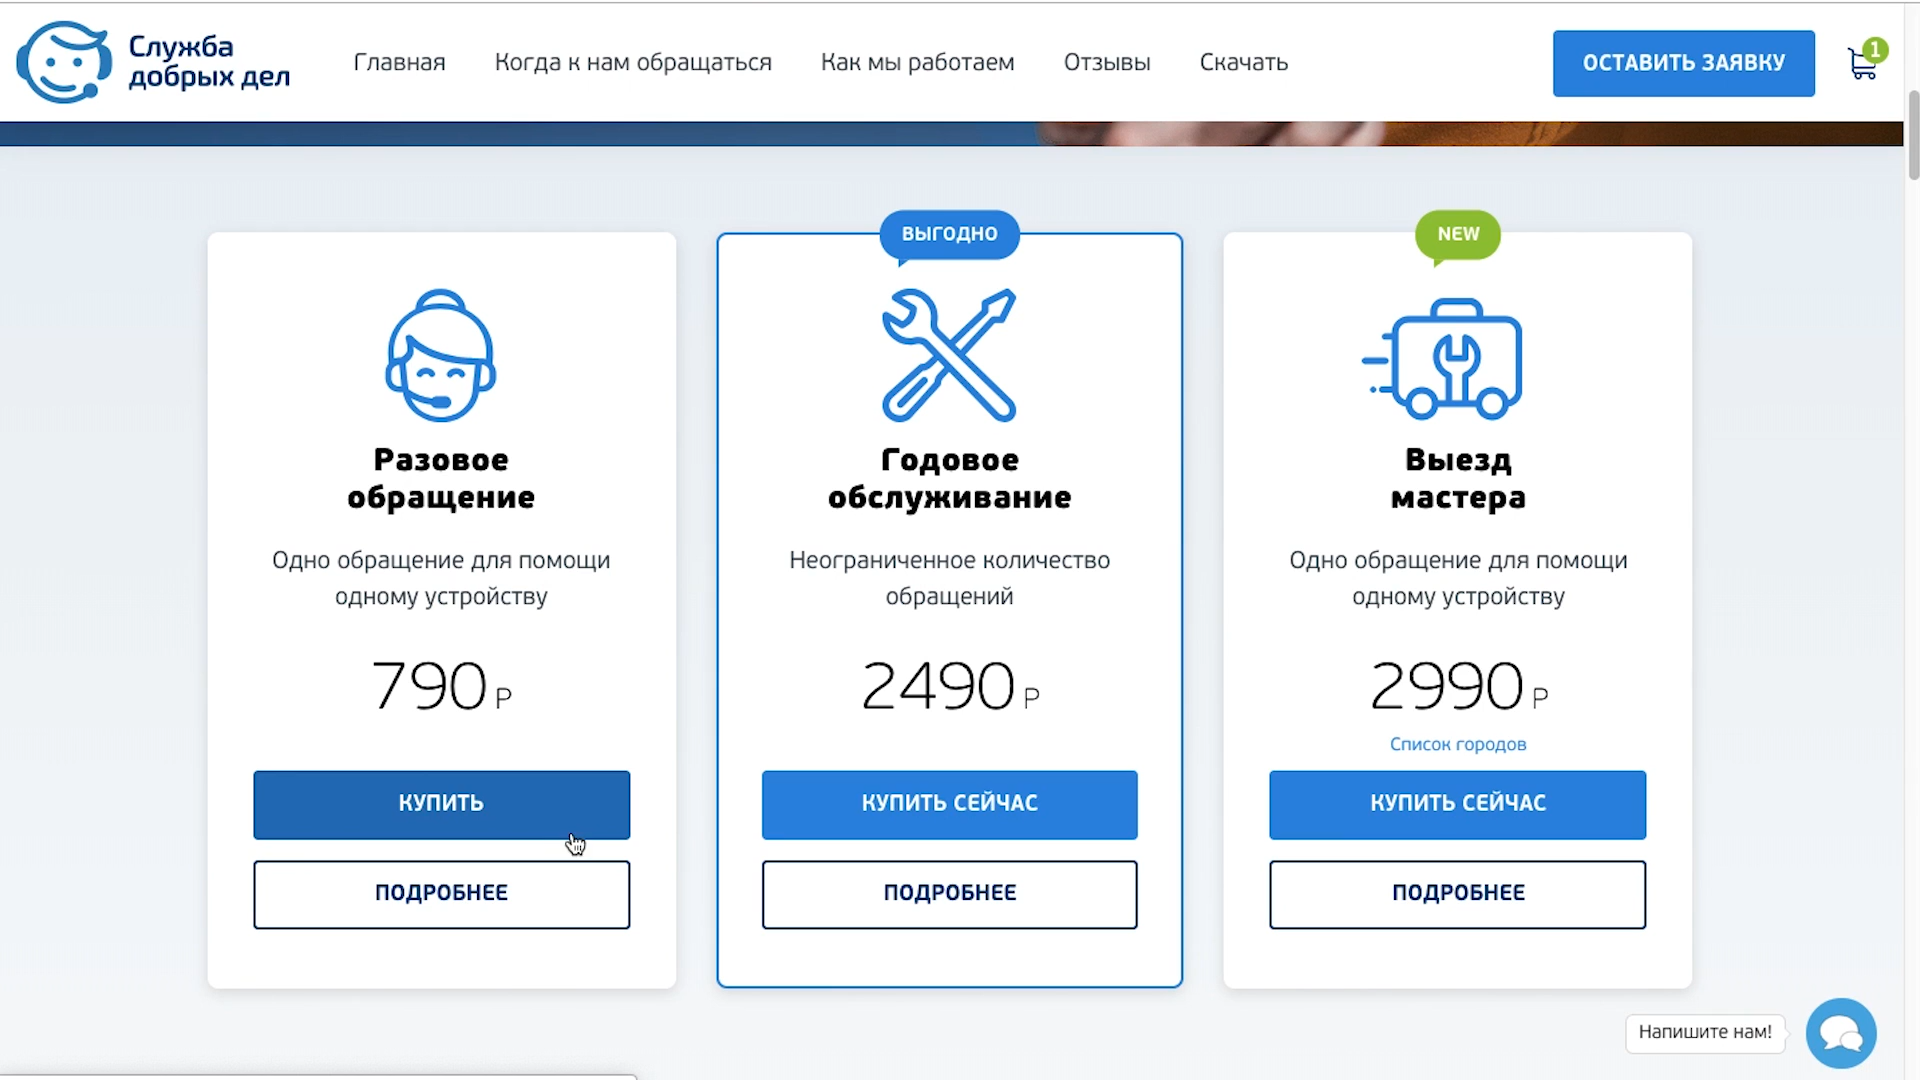 Служба
добрых дел
Главная
Когда к нам обращаться
Как мы работаем
Отзывы
Скачать
ОСТАВИТЬ ЗАЯВКУ
1
Разовое
обращение
Одно обращение для помощи
одному устройству
790 Р
КУПИТЬ
ПОДРОБНЕЕ
ВЫГОДНО
Годовое
обслуживание
Неограниченное количество
обращений
2490 Р
КУПИТЬ СЕЙЧАС
ПОДРОБНЕЕ
NEW
Выезд
мастера
Одно обращение для помощи
одному устройству
2990 Р
Список городов
КУПИТЬ СЕЙЧАС
ПОДРОБНЕЕ
Напишите нам!